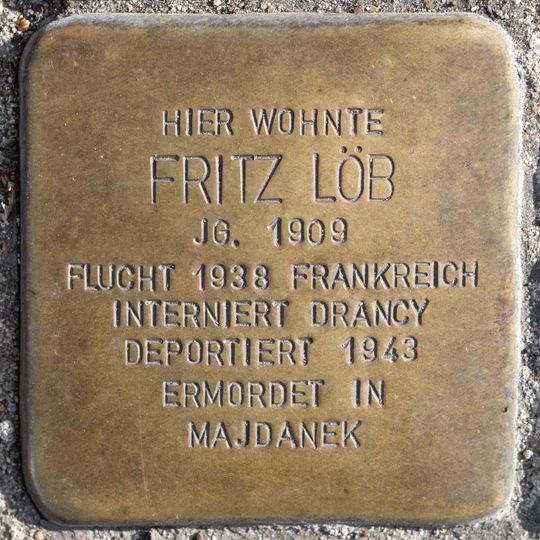 HIER WOHNTE
FRITZ LÖB
JG. 1909
FLUCHT 1938 FRANKREICH
INTERNIERT DRANCY
DEPORTIERT 1943
ERMORDET IN
MAJDANEK